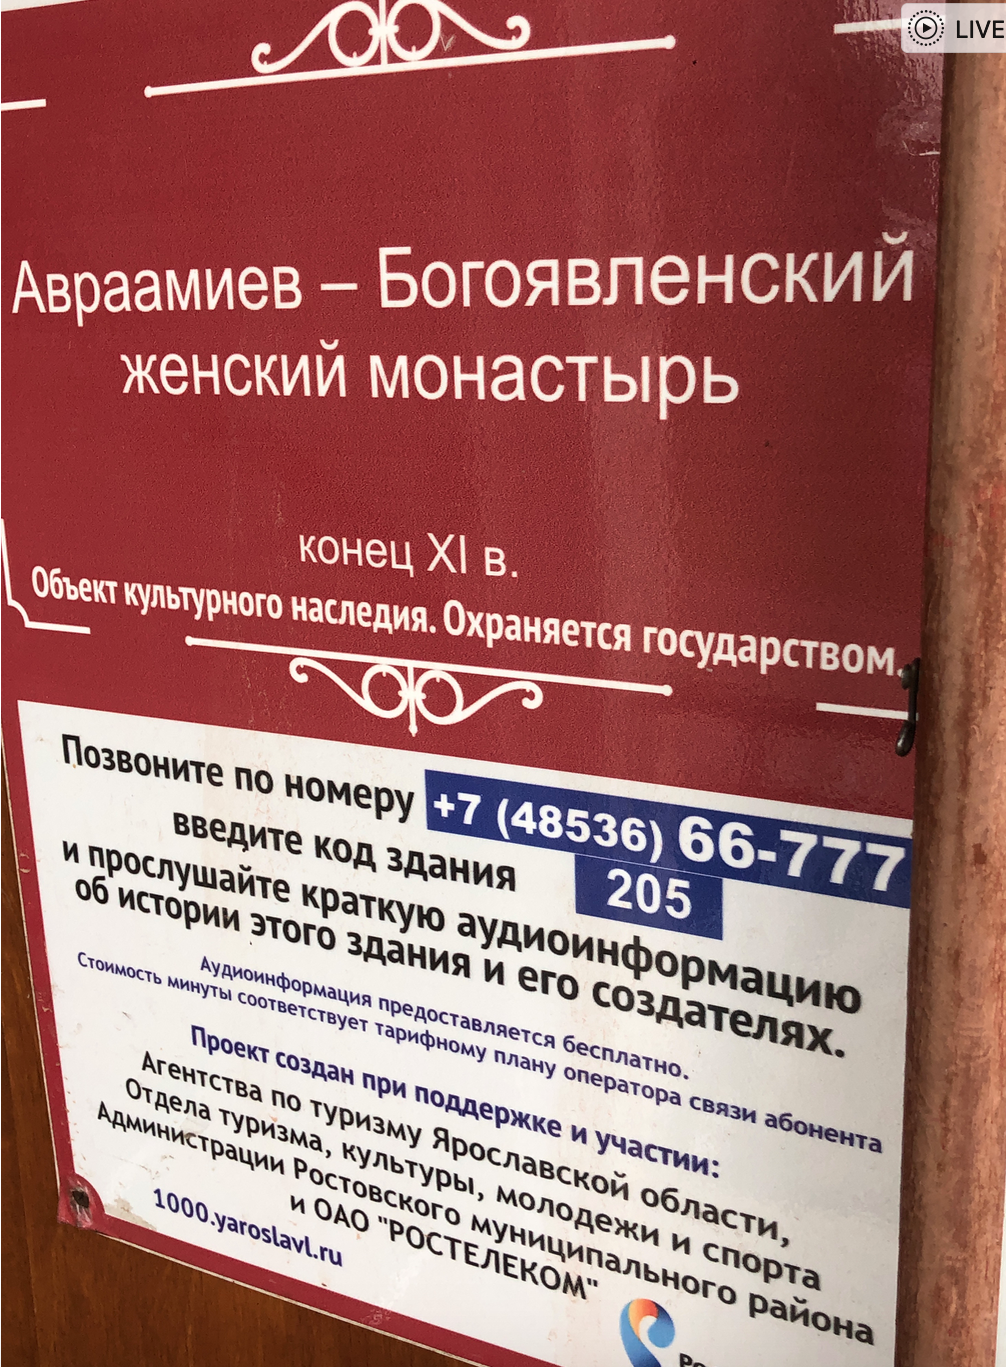 LIVE
Авраамиев – Богоявленский
женский монастырь
конец XI в.
Объект культурного наследия. Охраняется государством.
Позвоните по номеру +7 (48536) 66-777
введите код здания 205
и прослушайте краткую аудиоинформацию
об истории этого здания и его создателях.
Аудиоинформация предоставляется бесплатно.
Стоимость минуты соответствует тарифному плану оператора связи абонента
Проект создан при поддержке и участии:
Агентства по туризму Ярославской области,
Отдела туризма, культуры, молодежи и спорта
Администрации Ростовского муниципального района
и ОАО "РОСТЕЛЕКОМ"
1000.yaroslavl.ru